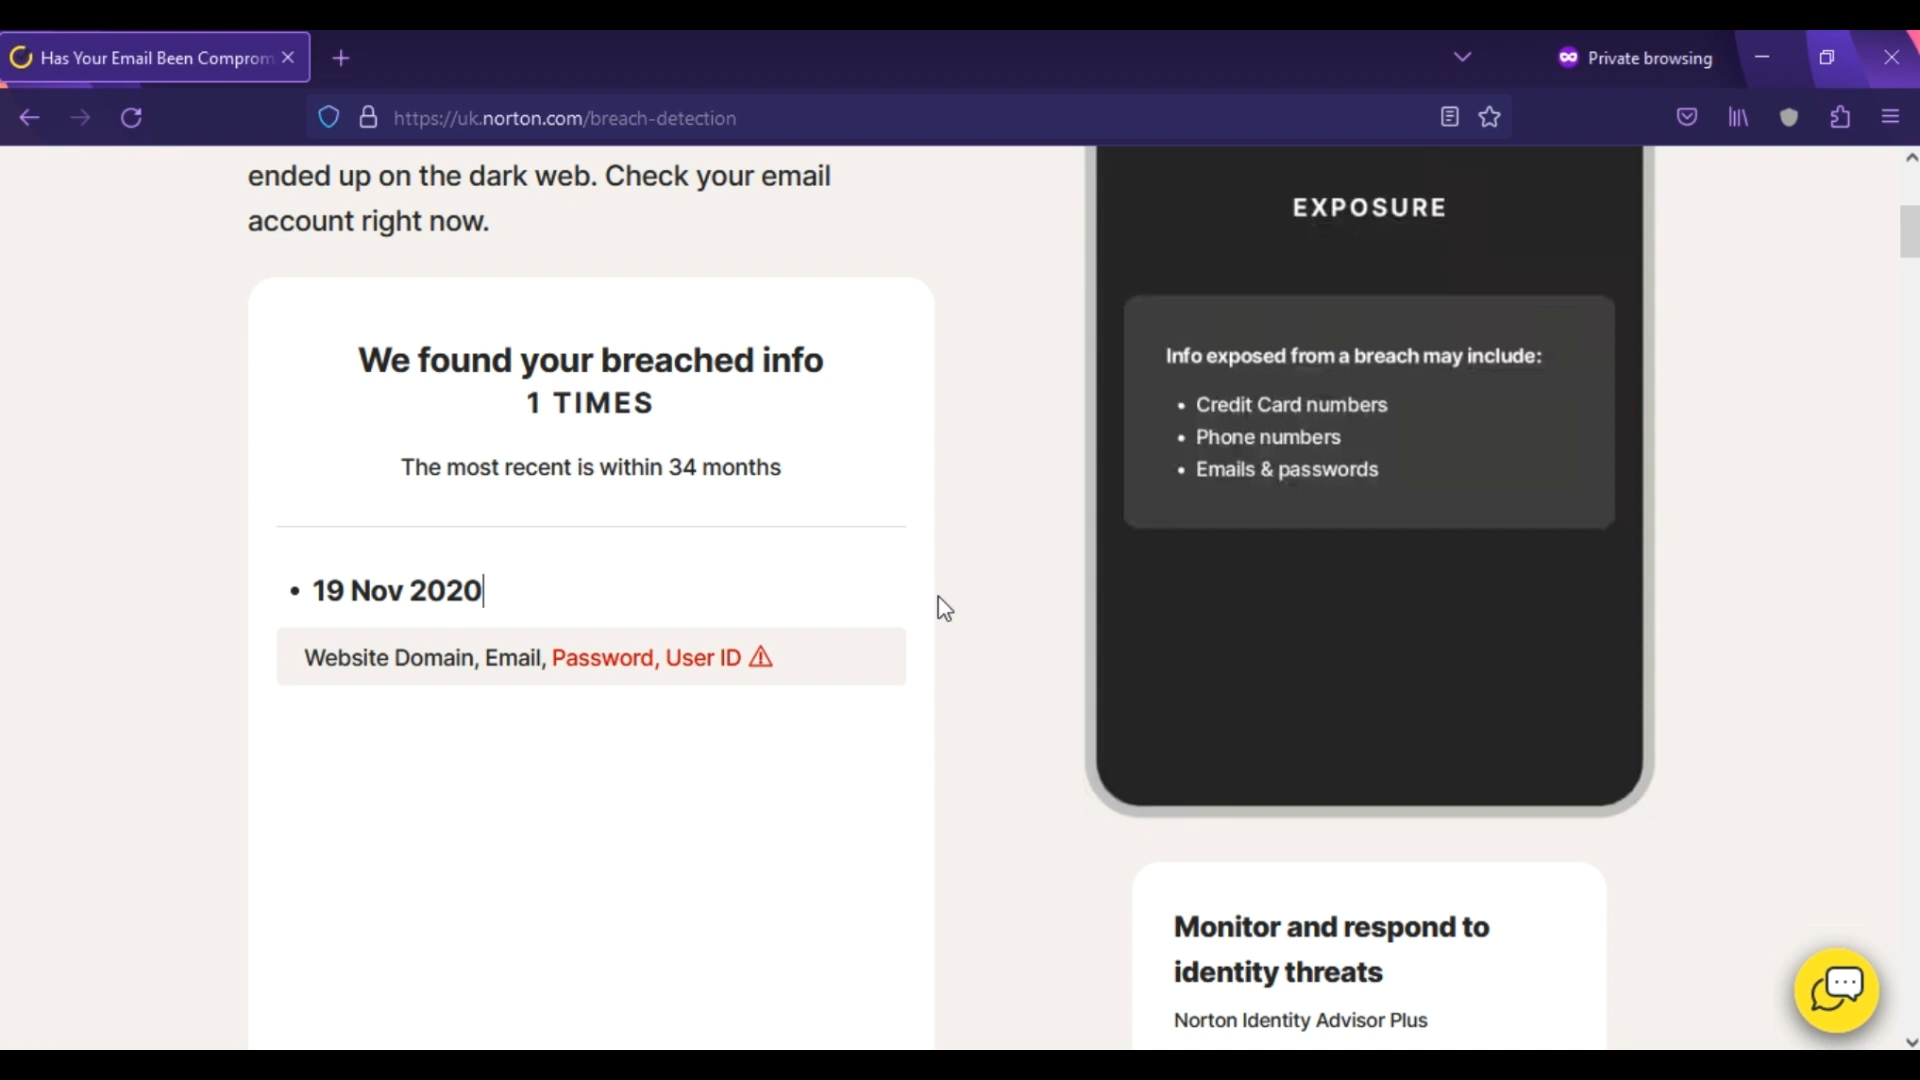 Has Your Email Been Comprom
Private browsing
https://uk.norton.com/breach-detection
ended up on the dark web. Check your email
account right now.
We found your breached info
1 TIMES
The most recent is within 34 months
• 19 Nov 2020
Website Domain, Email, Password, User ID
EXPOSURE
Info exposed from a breach may include:
• Credit Card numbers
• Phone numbers
• Emails & passwords
Monitor and respond to
identity threats
Norton Identity Advisor Plus